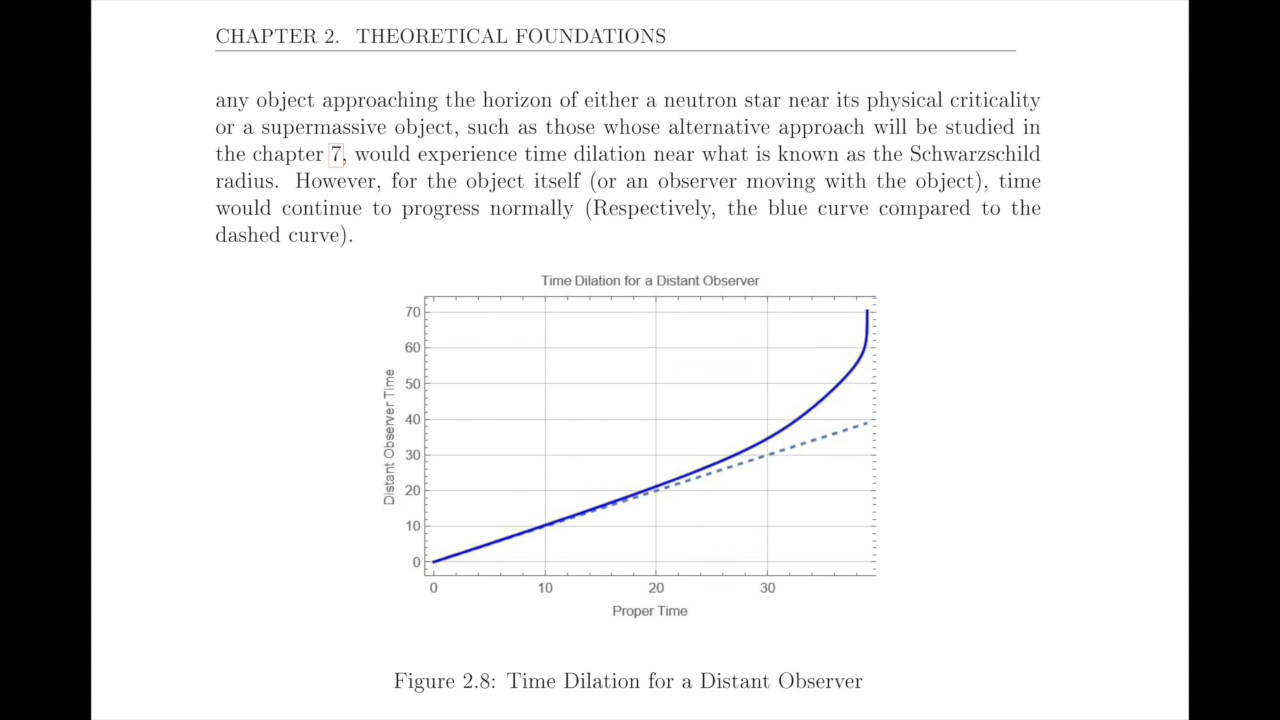 CHAPTER 2. THEORETICAL FOUNDATIONS
any object approaching the horizon of either a neutron star near its physical criticality
or a supermassive object, such as those whose alternative approach will be studied in
the chapter 7, would experience time dilation near what is known as the Schwarzschild
radius. However, for the object itself (or an observer moving with the object), time
would continue to progress normally (Respectively, the blue curve compared to the
dashed curve).
Time Dilation for a Distant Observer
70
60
50
40
30
20
10
0
Distant Observer Time
0 10 20 30
Proper Time
Figure 2.8: Time Dilation for a Distant Observer